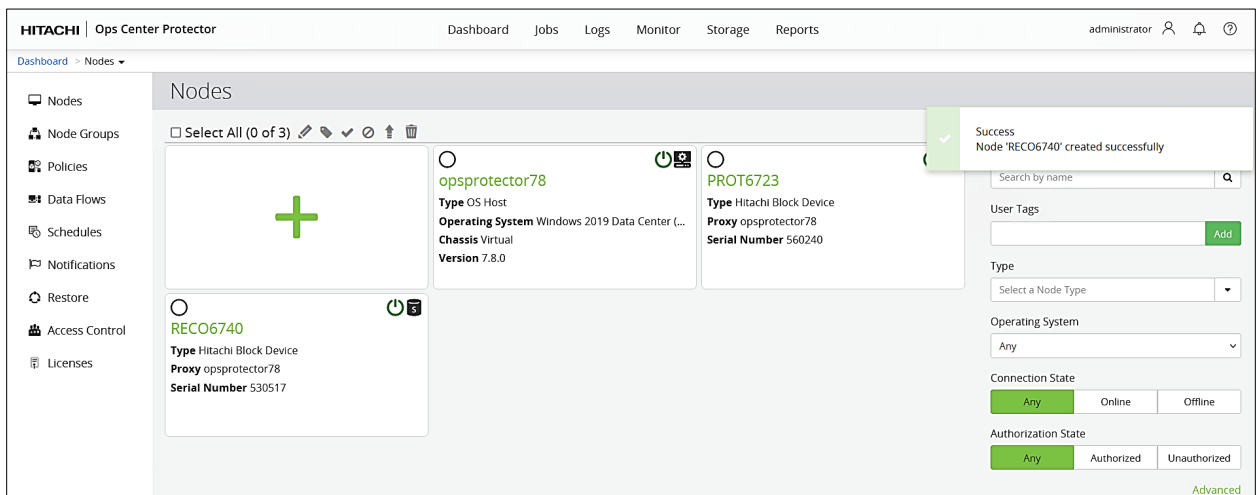 HITACHI Ops Center Protector
Dashboard Jobs Logs Monitor Storage Reports
administrator
Dashboard > Nodes
Nodes
Node Groups
Policies
Data Flows
Schedules
Notifications
Restore
Access Control
Licenses
Nodes
Select All (0 of 3)
opsprotector78
Type OS Host
Operating System Windows 2019 Data Center (...
Chassis Virtual
Version 7.8.0
PROT6723
Type Hitachi Block Device
Proxy opsprotector78
Serial Number 560240
RECO6740
Type Hitachi Block Device
Proxy opsprotector78
Serial Number 530517
Success
Node 'RECO6740' created successfully
Search by name
User Tags
Add
Type
Select a Node Type
Operating System
Any
Connection State
Any Online Offline
Authorization State
Any Authorized Unauthorized
Advanced